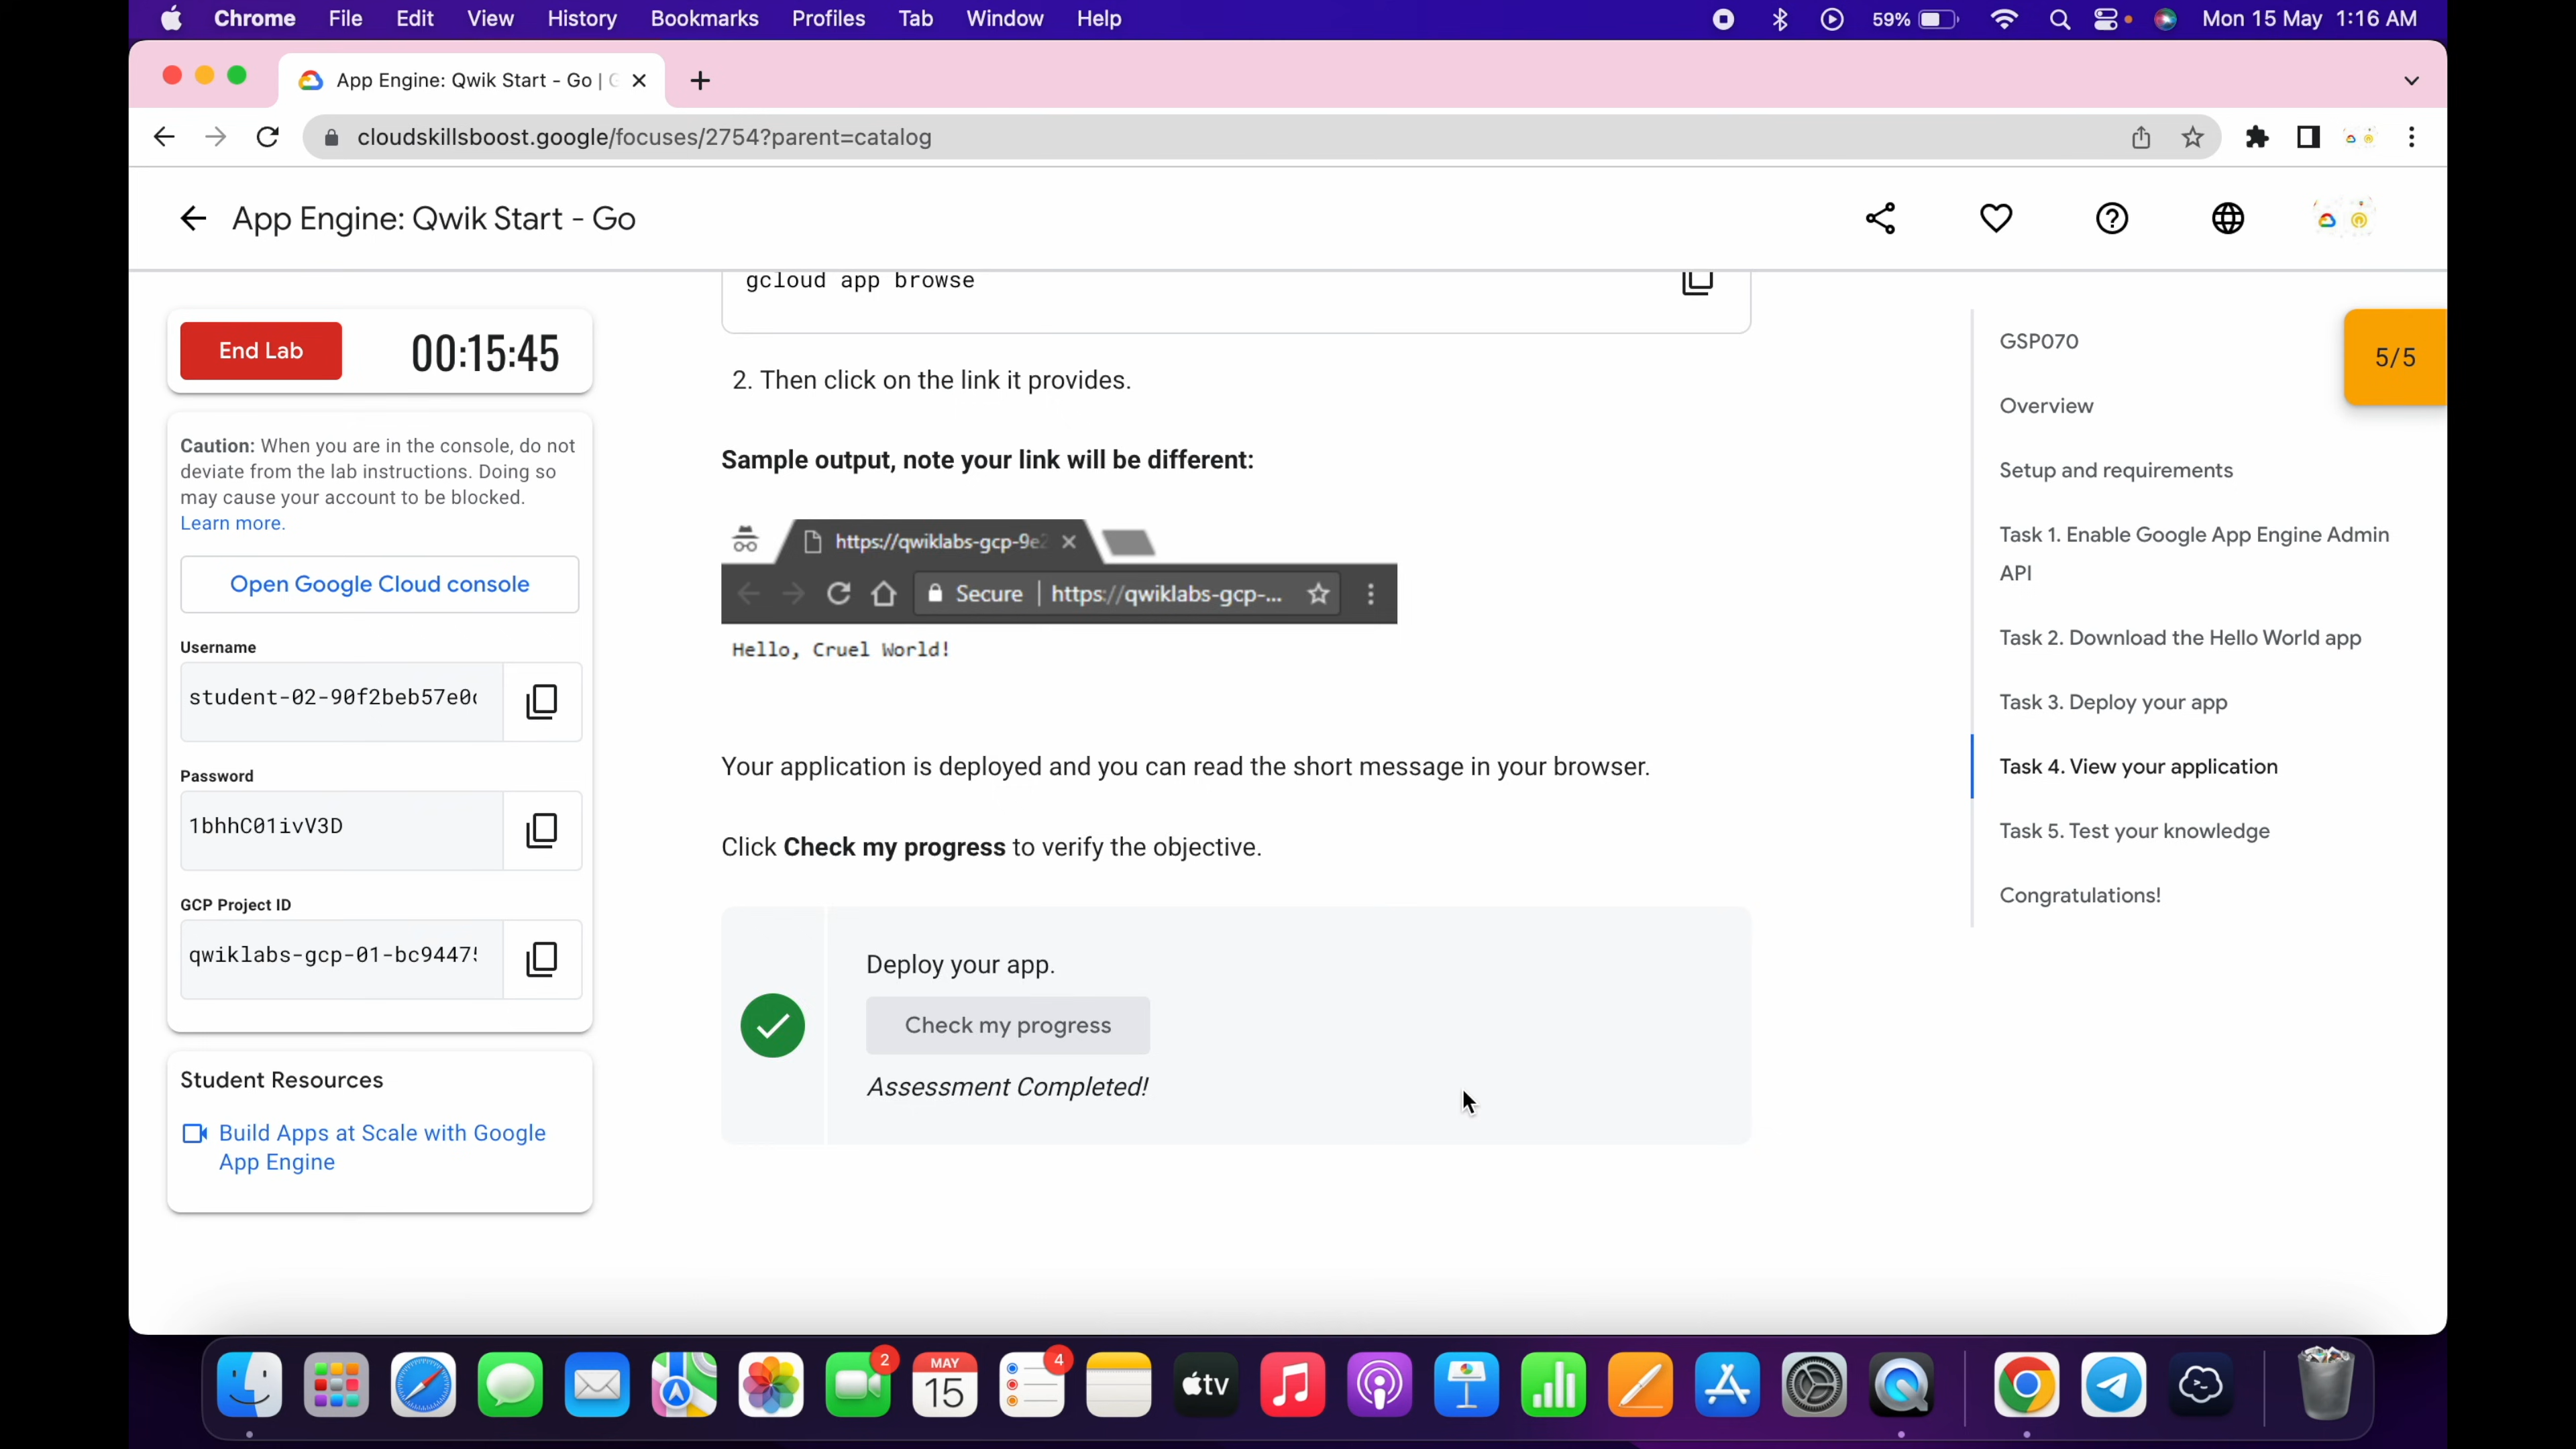 Chrome File Edit View History Bookmarks Profiles Tab Window Help 59% Mon 15 May 1:16 AM
App Engine: Qwik Start - Go |
cloudskillsboost.google/focuses/2754?parent=catalog
App Engine: Qwik Start - Go
End Lab 00:15:45
Caution: When you are in the console, do not
deviate from the lab instructions. Doing so
may cause your account to be blocked.
Learn more.
Open Google Cloud console
Username
student-02-90f2beb57e0
Password
1bhhC01ivV3D
GCP Project ID
qwiklabs-gcp-01-bc9447
Student Resources
Build Apps at Scale with Google
App Engine
gcloud app browse
2. Then click on the link it provides.
Sample output, note your link will be different:
https://qwiklabs-gcp-9e2
Secure | https://qwiklabs-gcp-...
Hello, Cruel World!
Your application is deployed and you can read the short message in your browser.
Click Check my progress to verify the objective.
Deploy your app.
Check my progress
Assessment Completed!
GSP070
Overview
Setup and requirements
Task 1. Enable Google App Engine Admin
API
Task 2. Download the Hello World app
Task 3. Deploy your app
Task 4. View your application
Task 5. Test your knowledge
Congratulations!
5/5
2
MAY
15
4
tv